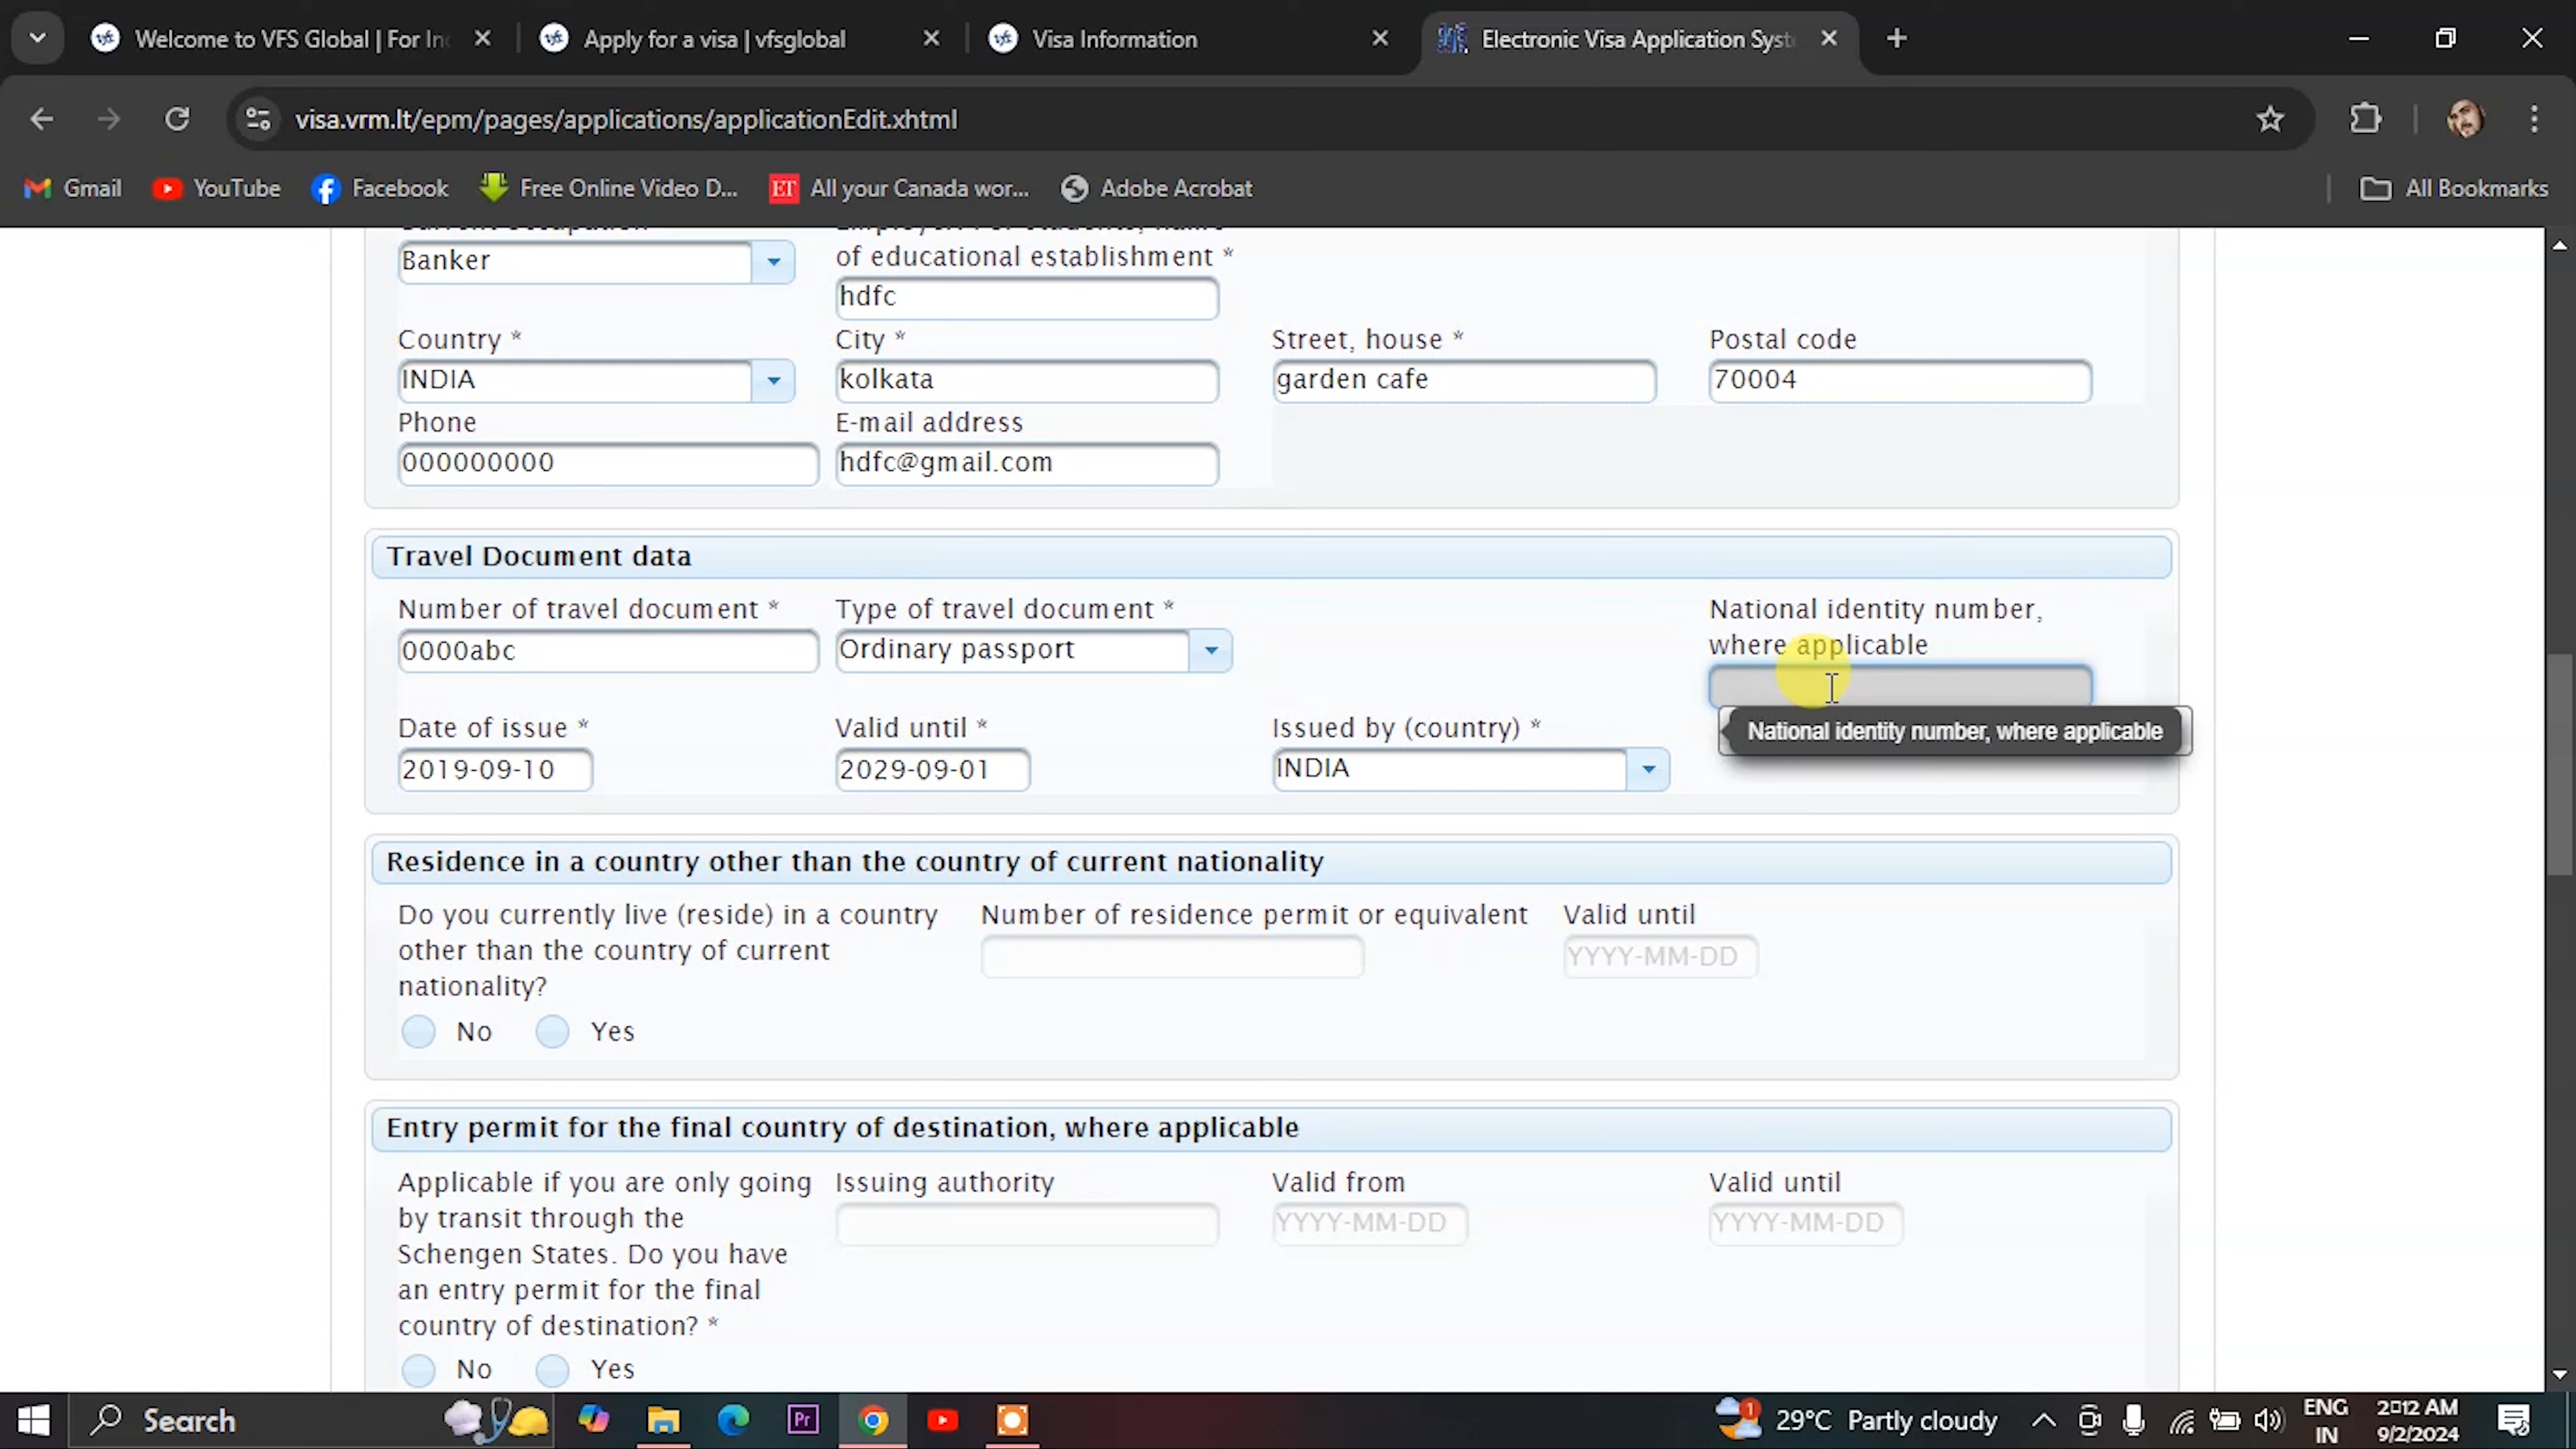 Welcome to VFS Global | For In
Apply for a visa | vfsglobal
Visa Information
Electronic Visa Application Syst
visa.vrm.lt/epm/pages/applications/applicationEdit.xhtml
Gmail
YouTube
Facebook
Free Online Video D...
ET
All your Canada wor...
Adobe Acrobat
All Bookmarks
of educational establishment *
Banker
hdfc
Country *
City *
Street, house *
Postal code
INDIA
kolkata
garden cafe
70004
Phone
E-mail address
000000000
hdfc@gmail.com
Travel Document data
Number of travel document *
Type of travel document *
National identity number,
where applicable
0000abc
Ordinary passport
National identity number, where applicable
Date of issue *
Valid until *
Issued by (country) *
2019-09-10
2029-09-01
INDIA
Residence in a country other than the country of current nationality
Do you currently live (reside) in a country
other than the country of current
nationality?
Number of residence permit or equivalent
Valid until
YYYY-MM-DD
No
Yes
Entry permit for the final country of destination, where applicable
Applicable if you are only going
by transit through the
Schengen States. Do you have
an entry permit for the final
country of destination? *
Issuing authority
Valid from
Valid until
YYYY-MM-DD
YYYY-MM-DD
No
Yes
Search
Pr
1
29°C Partly cloudy
ENG
IN
2:12 AM
9/2/2024